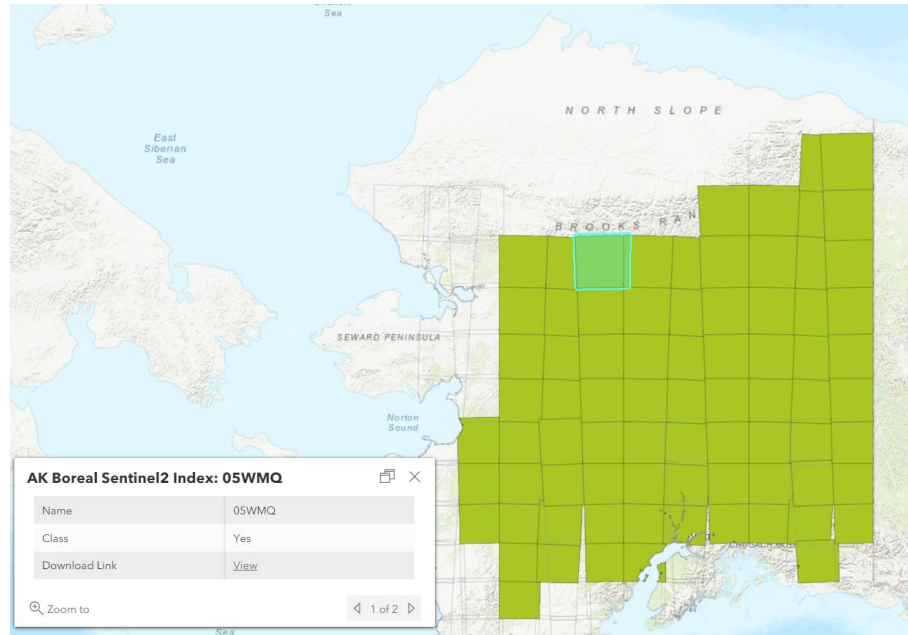 Sea
East
Siberian
Sea
NORTH SLOPE
BROOKS RAN
SEWARD PENINSULA
Norton
Sound
AK Boreal Sentinel2 Index: 05WMQ
Name 05WMQ
Class Yes
Download Link View
Zoom to
1 of 2
Sea